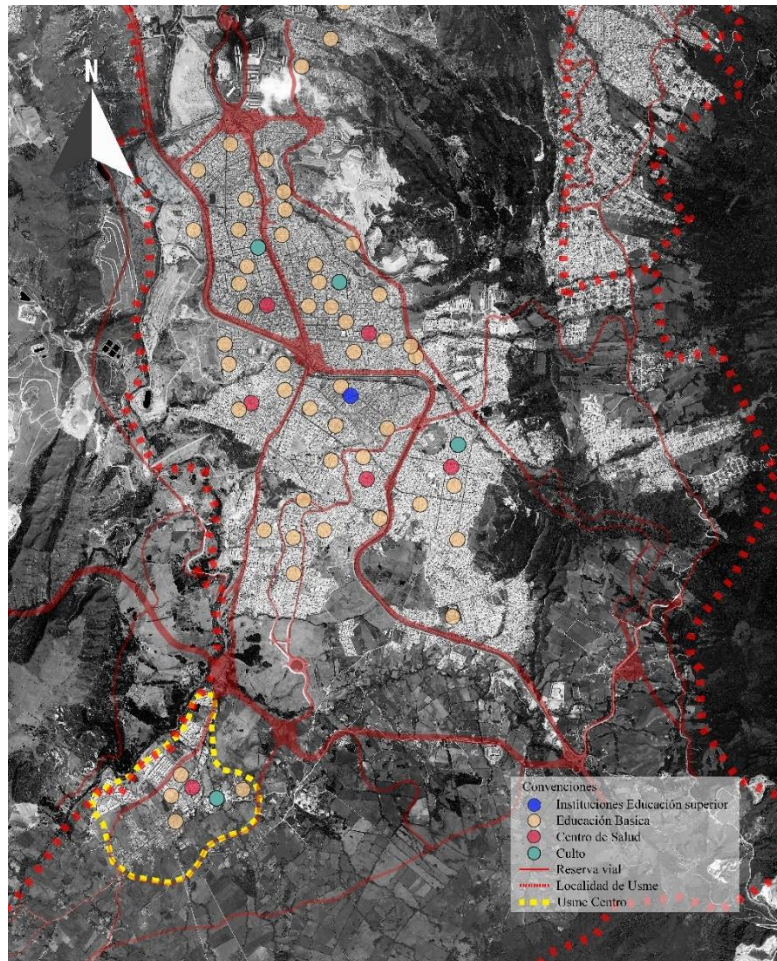 N
Convenciones
Instituciones Educación superior
Educación Basica
Centro de Salud
Culto
Reserva vial
Localidad de Usme
Usme Centro